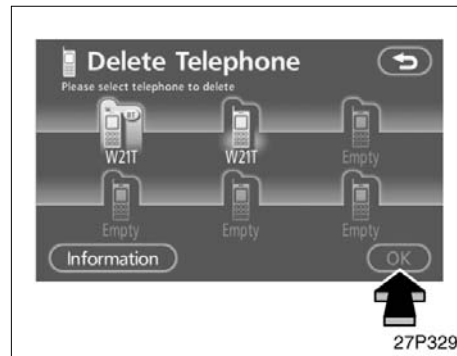 Delete Telephone
Please select telephone to delete
BT
W21T
W21T
Empty
Empty
Empty
Empty
Information
OK
27P329